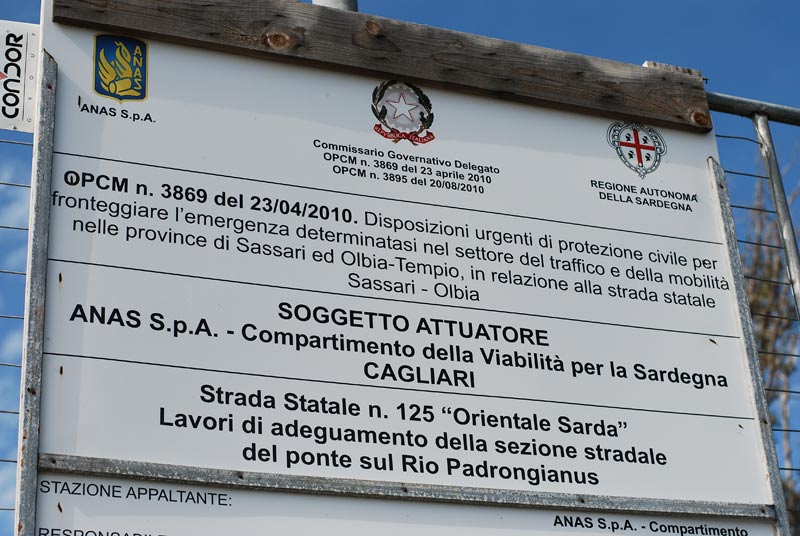 CONDOR
ANAS
ANAS S.p.A.
REPUBBLICA ITALIANA
Commissario Governativo Delegato
OPCM n. 3869 del 23 aprile 2010
OPCM n. 3895 del 20/08/2010
REGIONE AUTONOMA
DELLA SARDEGNA
OPCM n. 3869 del 23/04/2010. Disposizioni urgenti di protezione civile per
fronteggiare l'emergenza determinatasi nel settore del traffico e della mobilità
nelle province di Sassari ed Olbia-Tempio, in relazione alla strada statale
Sassari - Olbia
SOGGETTO ATTUATORE
ANAS S.p.A. - Compartimento della Viabilità per la Sardegna
CAGLIARI
Strada Statale n. 125 “Orientale Sarda”
Lavori di adeguamento della sezione stradale
del ponte sul Rio Padrongianus
STAZIONE APPALTANTE:
ANAS S.p.A. - Compartimento